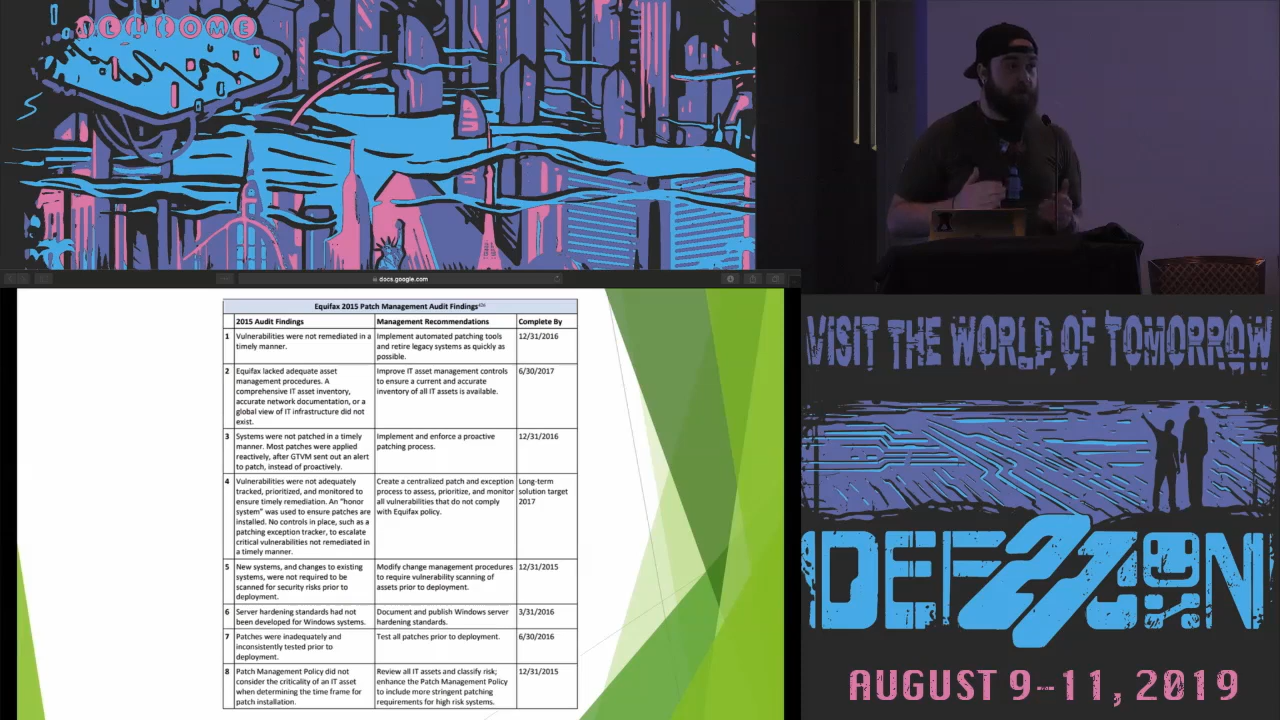 WELCOME
docs.google.com
Equifax 2015 Patch Management Audit Findings
2015 Audit Findings
Management Recommendations
Complete By
1
Vulnerabilities were not remediated in a
timely manner.
Implement automated patching tools
and retire legacy systems as quickly as
possible.
12/31/2016
2
Equifax lacked adequate asset
management procedures. A
comprehensive IT asset inventory,
accurate network documentation, or a
global view of IT infrastructure did not
exist.
Improve IT asset management controls
to ensure a current and accurate
inventory of all IT assets is available.
6/30/2017
3
Systems were not patched in a timely
manner. Most patches were applied
reactively, after GTVM sent out an alert
to patch, instead of proactively.
Implement and enforce a proactive
patching process.
12/31/2016
4
Vulnerabilities were not adequately
tracked, prioritized, and monitored to
ensure timely remediation. An "honor
system" was used to ensure patches are
installed. No controls in place, such as a
patching exception tracker, to escalate
critical vulnerabilities not remediated in
a timely manner.
Create a centralized patch and exception
process to assess, prioritize, and monitor
all vulnerabilities that do not comply
with Equifax policy.
Long-term
solution target
2017
5
New systems, and changes to existing
systems, were not required to be
scanned for security risks prior to
deployment.
Modify change management procedures
to require vulnerability scanning of
assets prior to deployment.
12/31/2015
6
Server hardening standards had not
been developed for Windows systems.
Document and publish Windows server
hardening standards.
3/31/2016
7
Patches were inadequately and
inconsistently tested prior to
deployment.
Test all patches prior to deployment.
6/30/2016
8
Patch Management Policy did not
consider the criticality of an IT asset
when determining the time frame for
patch installation.
Review all IT assets and classify risk;
enhance the Patch Management Policy
to include more stringent patching
requirements for high risk systems.
12/31/2015
VISIT THE WORLD OF TOMORROW
DEF CON
27
AUGUST 9-11, 2019